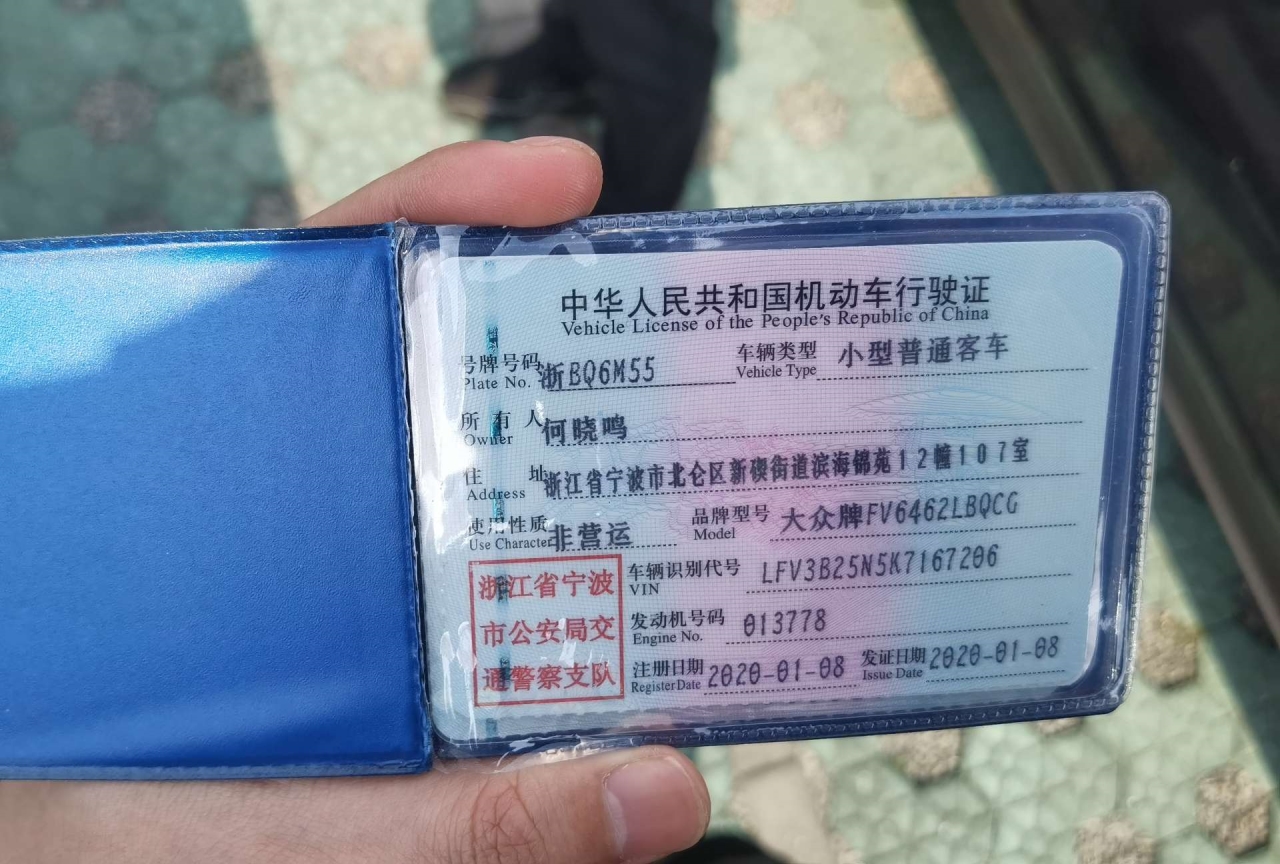 中华人民共和国机动车行驶证
Vehicle License of the People's Republic of China
号牌号码 浙BQ6M55 车辆类型 小型普通客车
Plate No. Vehicle Type
所有人 何晓鸣
Owner
住址 浙江省宁波市北仑区新碶街道滨海锦苑12幢107室
Address
使用性质 非营运 品牌型号 大众牌FV6462LBQCG
Use Character Model
车辆识别代号 LFV3B25N5K7167206
VIN
发动机号码 013778
Engine No.
注册日期 2020-01-08 发证日期 2020-01-08
Register Date Issue Date
浙江省宁波
市公安局交
通警察支队